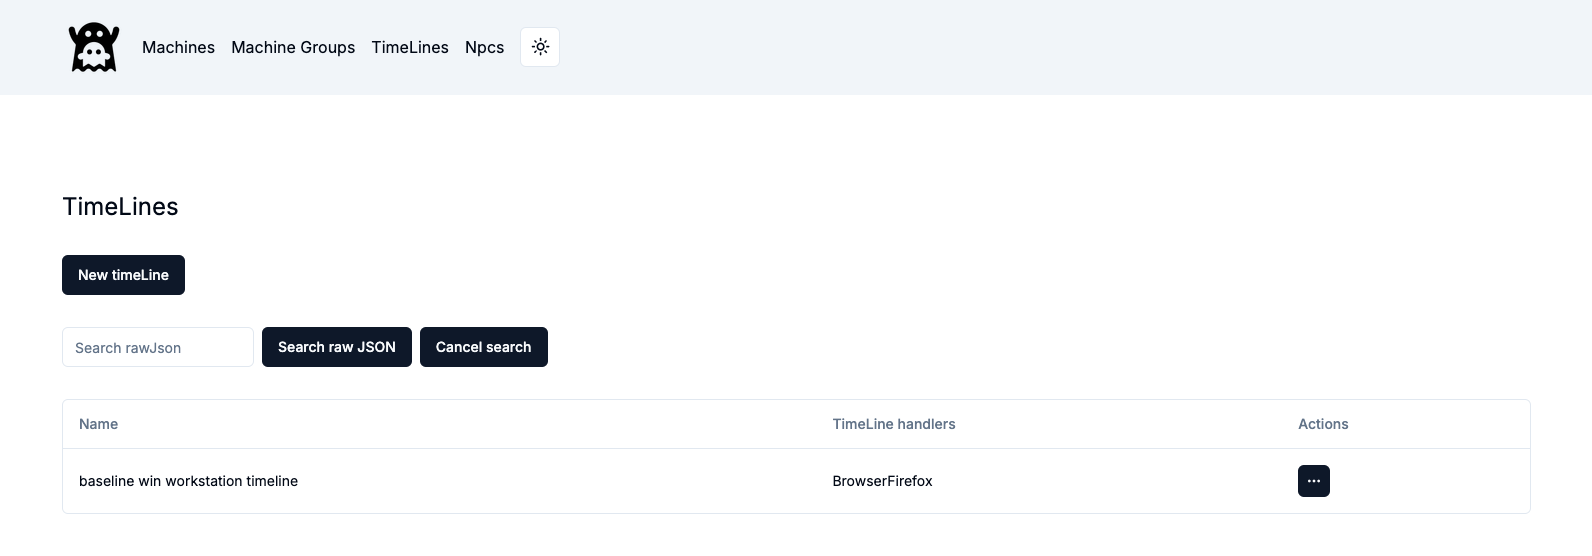 Machines Machine Groups TimeLines Npcs
TimeLines
New timeLine
Search rawJson Search raw JSON Cancel search
Name TimeLine handlers Actions
baseline win workstation timeline BrowserFirefox ...